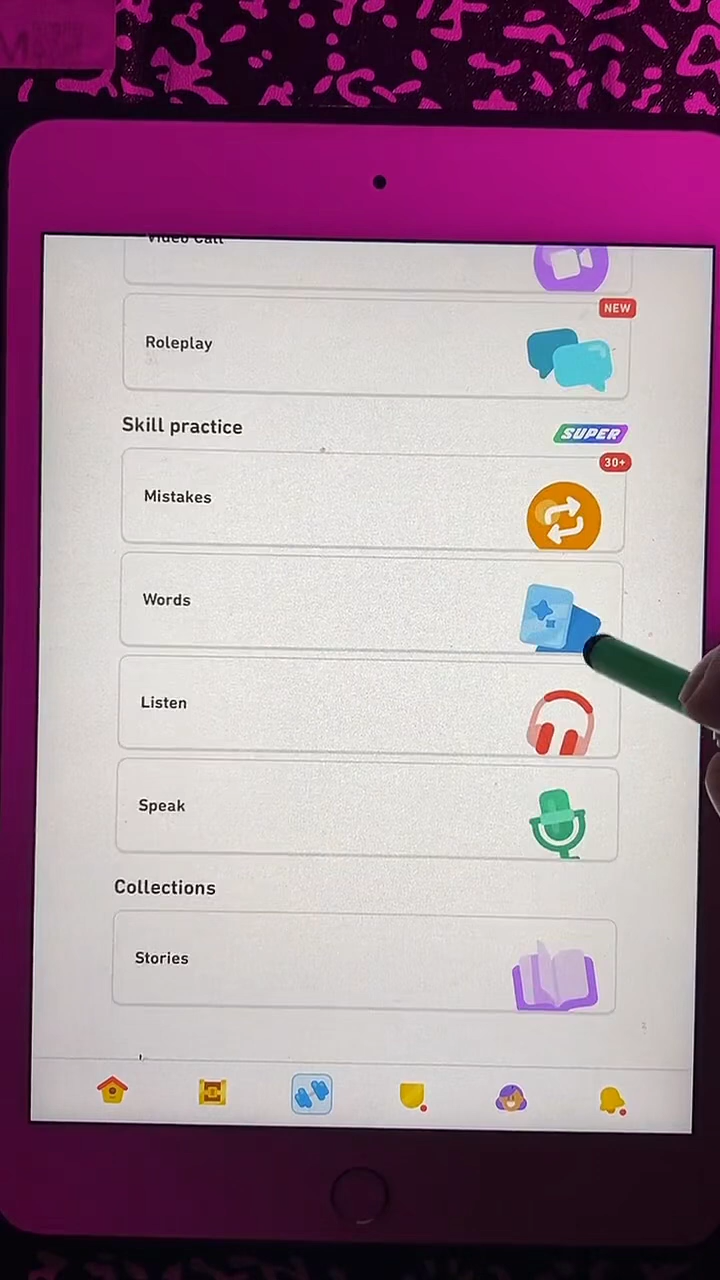 Video Call
NEW
Roleplay
Skill practice
SUPER
30+
Mistakes
Words
Listen
Speak
Collections
Stories